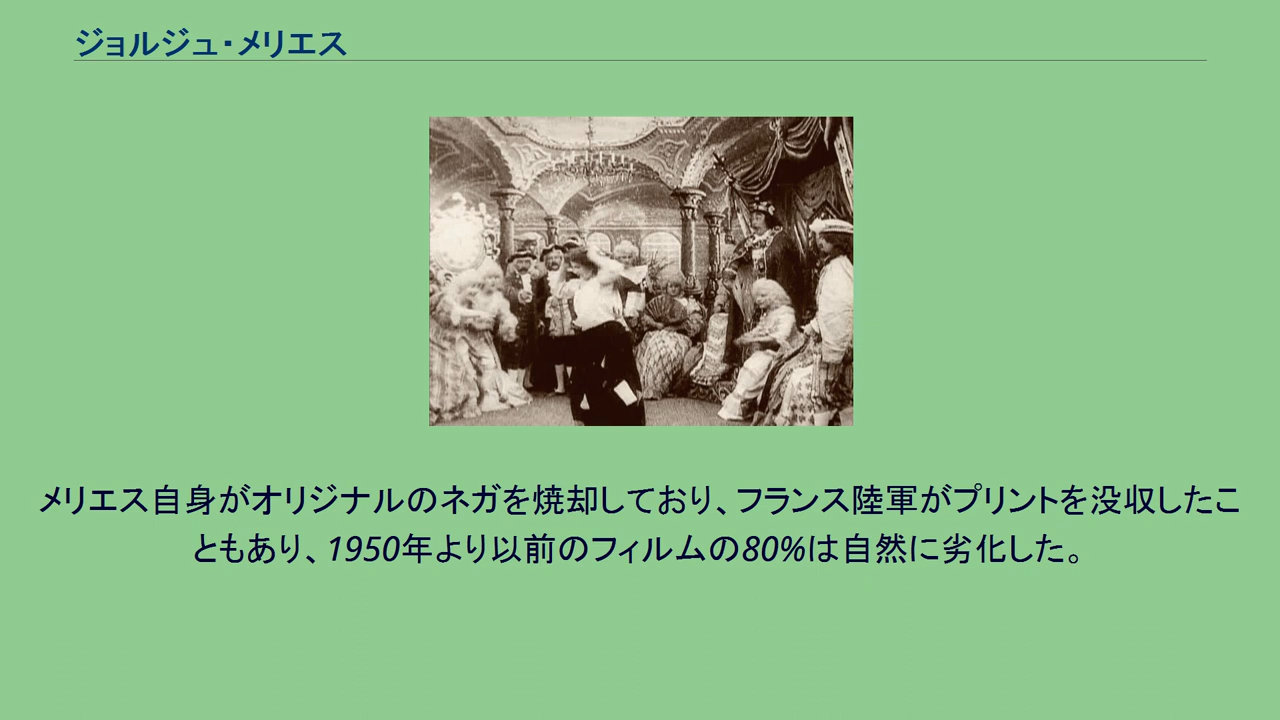 ジョルジュ・メリエス
メリエス自身がオリジナルのネガを焼却しており、フランス陸軍がプリントを没収したこ
ともあり、1950年より以前のフィルムの80%は自然に劣化した。